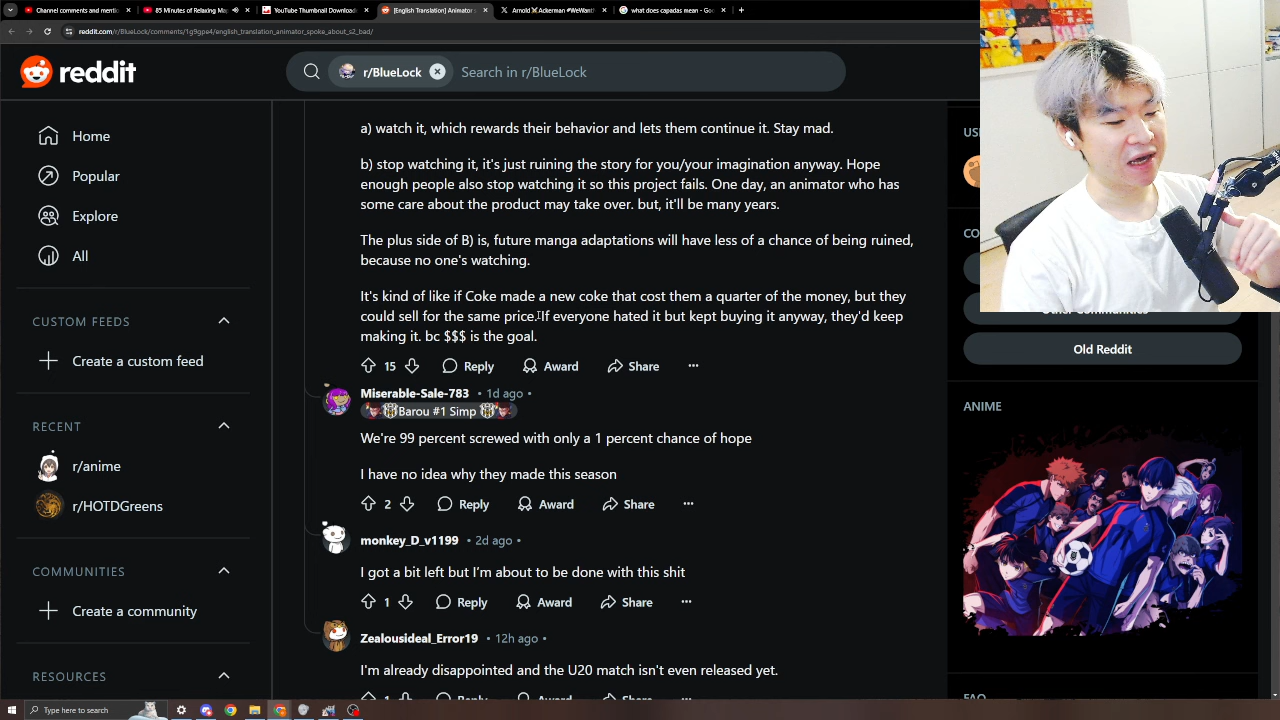 Channel comments and menti
85 Minutes of Relaxing Ma
YouTube Thumbnail Download
[English Translation] Animator
Arnold Ackerman #WeWant
what does capadas mean - Go
reddit.com/r/BlueLock/comments/1g9gpe4/english_translation_animator_spoke_about_s2_bad/
reddit
r/BlueLock
Search in r/BlueLock
Home
Popular
Explore
All
CUSTOM FEEDS
Create a custom feed
RECENT
r/anime
r/HOTDGreens
COMMUNITIES
Create a community
RESOURCES
a) watch it, which rewards their behavior and lets them continue it. Stay mad.
b) stop watching it, it's just ruining the story for you/your imagination anyway. Hope
enough people also stop watching it so this project fails. One day, an animator who has
some care about the product may take over. but, it'll be many years.
The plus side of B) is, future manga adaptations will have less of a chance of being ruined,
because no one's watching.
It's kind of like if Coke made a new coke that cost them a quarter of the money, but they
could sell for the same price. If everyone hated it but kept buying it anyway, they'd keep
making it. bc $$$ is the goal.
15 Reply Award Share
Miserable-Sale-783 • 1d ago •
Barou #1 Simp
We're 99 percent screwed with only a 1 percent chance of hope
I have no idea why they made this season
2 Reply Award Share
monkey_D_v1199 • 2d ago •
I got a bit left but I'm about to be done with this shit
1 Reply Award Share
Zealousideal_Error19 • 12h ago •
I'm already disappointed and the U20 match isn't even released yet.
Old Reddit
ANIME
Type here to search